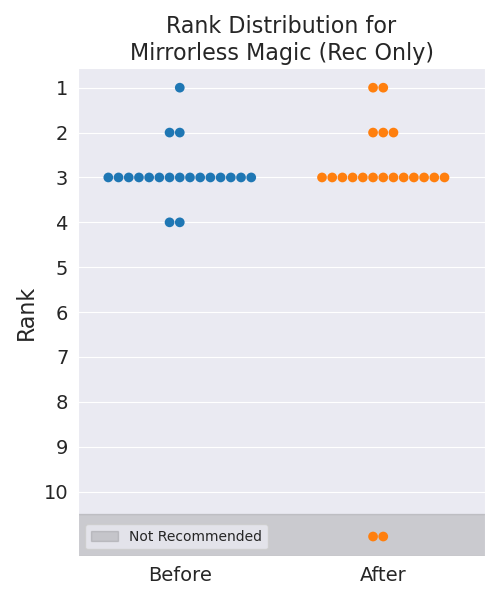 Rank Distribution for
Mirrorless Magic (Rec Only)
Rank
1
2
3
4
5
6
7
8
9
10
Not Recommended
Before
After